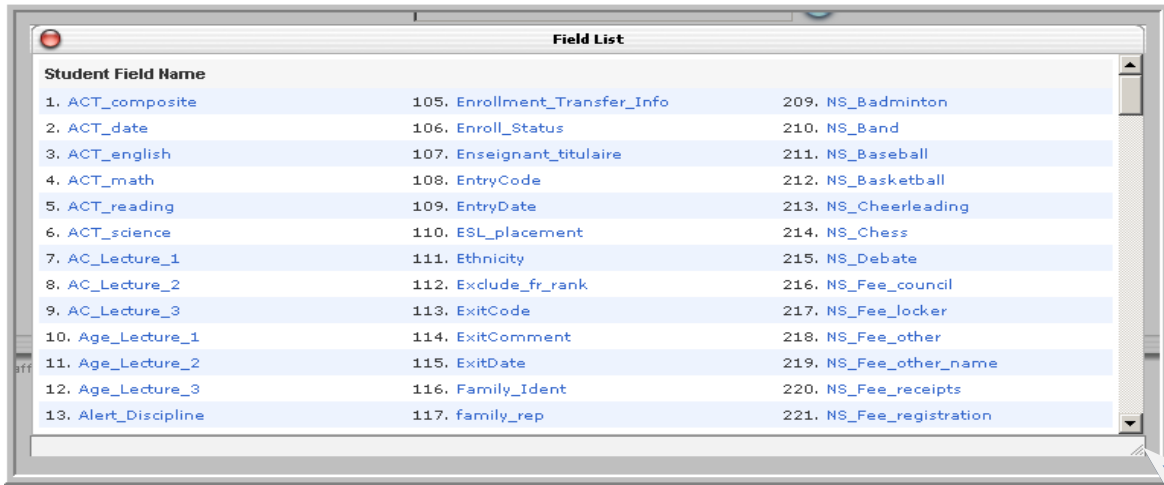 Field List
Student Field Name
1. ACT_composite 105. Enrollment_Transfer_Info 209. NS_Badminton
2. ACT_date 106. Enroll_Status 210. NS_Band
3. ACT_english 107. Enseignant_titulaire 211. NS_Baseball
4. ACT_math 108. EntryCode 212. NS_Basketball
5. ACT_reading 109. EntryDate 213. NS_Cheerleading
6. ACT_science 110. ESL_placement 214. NS_Chess
7. AC_Lecture_1 111. Ethnicity 215. NS_Debate
8. AC_Lecture_2 112. Exclude_fr_rank 216. NS_Fee_council
9. AC_Lecture_3 113. ExitCode 217. NS_Fee_locker
10. Age_Lecture_1 114. ExitComment 218. NS_Fee_other
11. Age_Lecture_2 115. ExitDate 219. NS_Fee_other_name
12. Age_Lecture_3 116. Family_Ident 220. NS_Fee_receipts
13. Alert_Discipline 117. family_rep 221. NS_Fee_registration